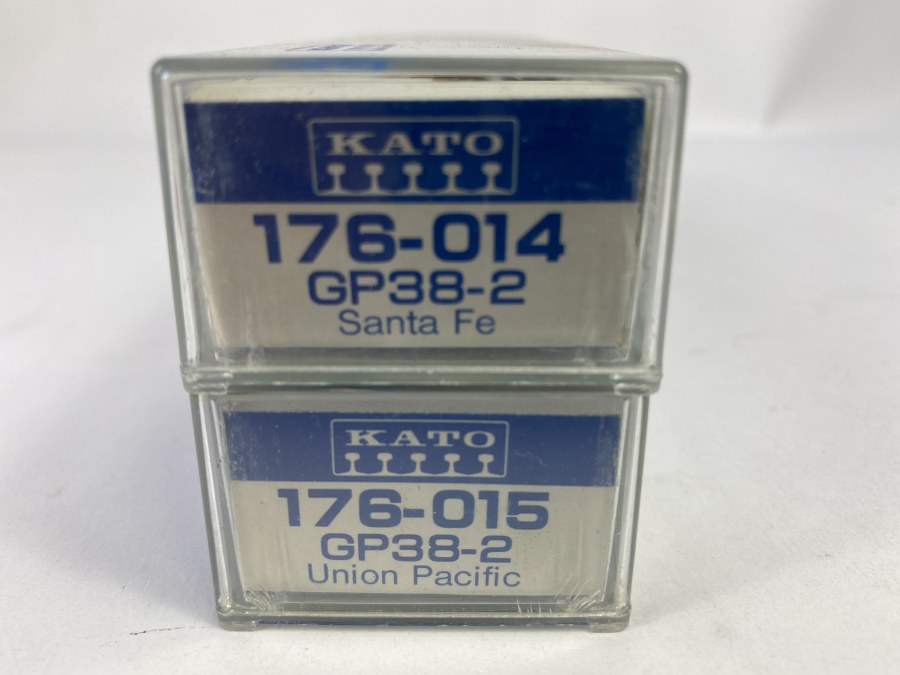 KATO
176-014
GP38-2
Santa Fe
KATO
176-015
GP38-2
Union Pacific